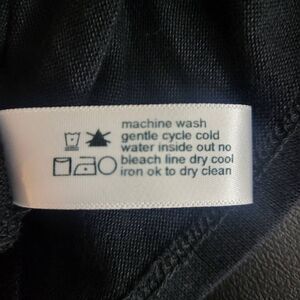 machine wash
gentle cycle cold
water inside out no
bleach line dry cool
iron ok to dry clean